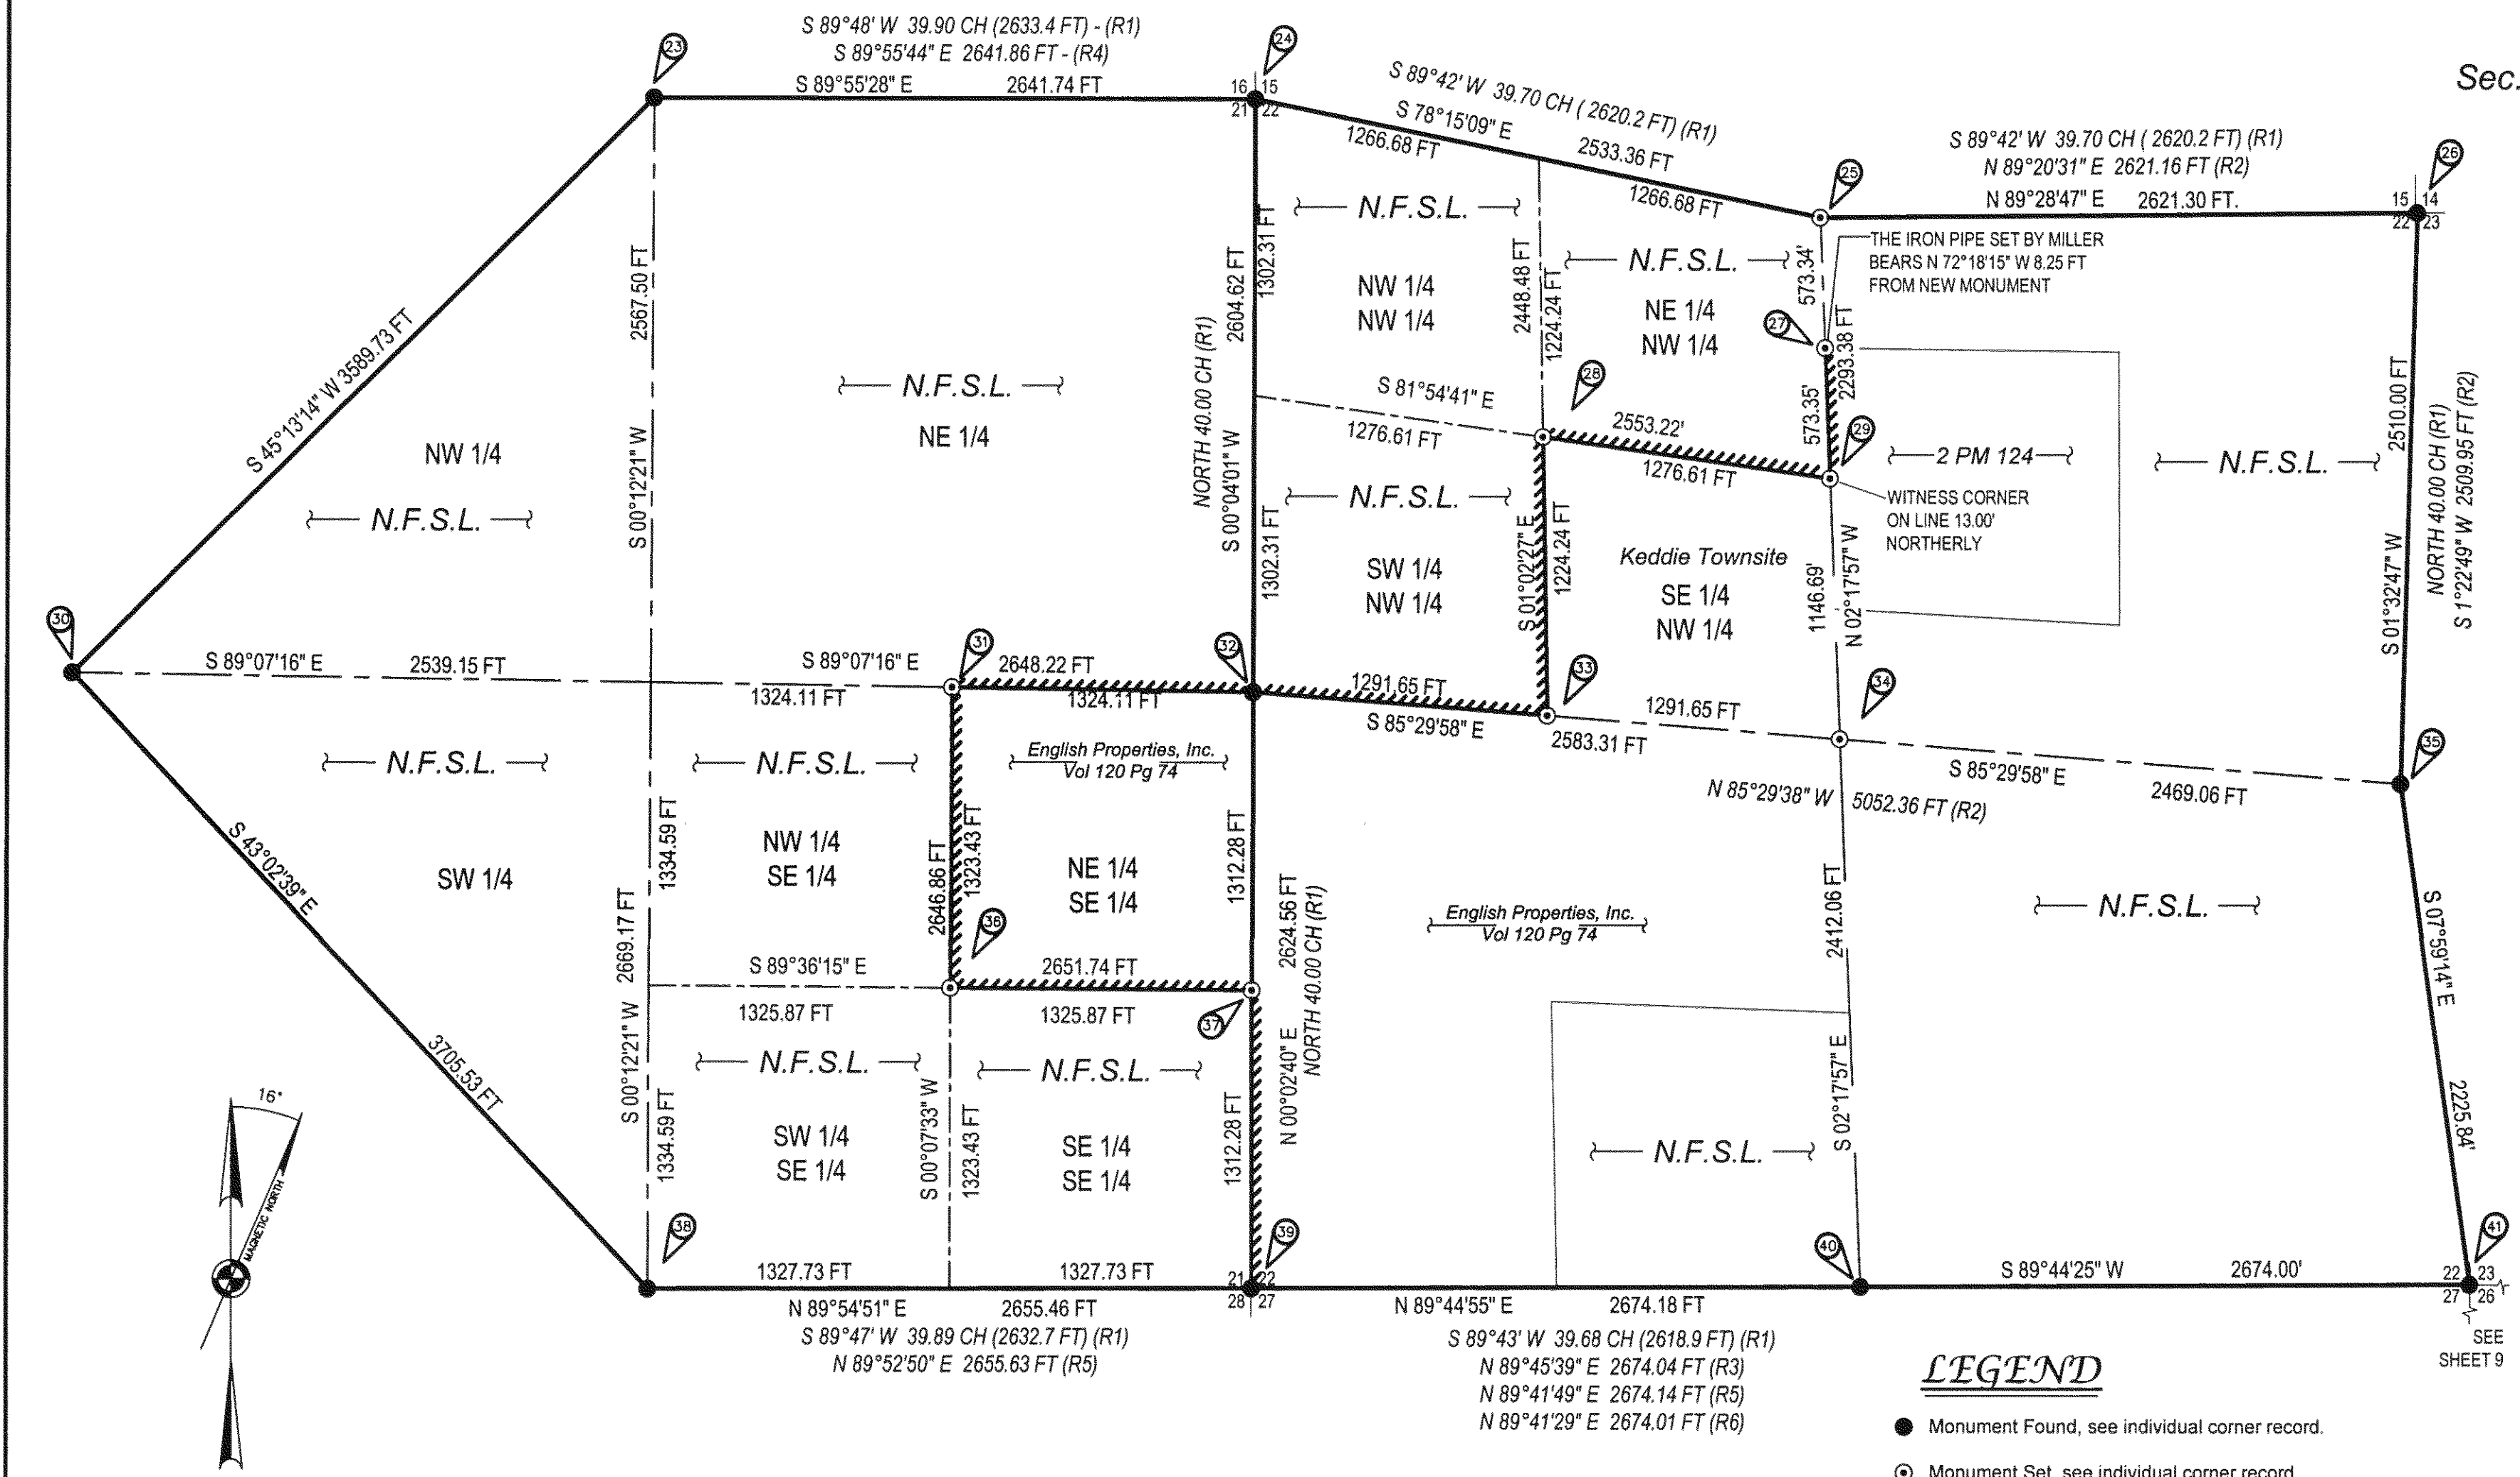 S 89°48' W 39.90 CH (2633.4 FT) - (R1)
S 89°55'44" E 2641.86 FT - (R4)
S 89°55'28" E 2641.74 FT
23
24
16 15
21 22
S 89°42' W 39.70 CH ( 2620.2 FT) (R1)
S 78°15'09" E 2533.36 FT
1266.68 FT
1266.68 FT
Sec.
S 89°42' W 39.70 CH ( 2620.2 FT) (R1)
N 89°20'31" E 2621.16 FT (R2)
N 89°28'47" E 2621.30 FT.
25
26
15 14
22 23
S 45°13'14" W 3589.73 FT
2567.50 FT
S 00°12'21" W
NW 1/4
N.F.S.L.
N.F.S.L.
NE 1/4
NORTH 40.00 CH (R1)
2604.62 FT
S 00°04'01" W
1302.31 FT
1302.31 FT
N.F.S.L.
NW 1/4
NW 1/4
2448.48 FT
1224.24 FT
N.F.S.L.
NE 1/4
NW 1/4
573.34'
THE IRON PIPE SET BY MILLER
BEARS N 72°18'15" W 8.25 FT
FROM NEW MONUMENT
27
2293.38 FT
573.35'
28
S 81°54'41" E
1276.61 FT
2553.22'
1276.61 FT
29
2 PM 124
WITNESS CORNER
ON LINE 13.00'
NORTHERLY
N.F.S.L.
2510.00 FT
S 01°32'47" W
NORTH 40.00 CH (R1)
S 1°22'49" W 2509.95 FT (R2)
N.F.S.L.
SW 1/4
NW 1/4
S 01°02'27" E
1224.24 FT
Keddie Townsite
SE 1/4
NW 1/4
1146.69'
N 02°17'57" W
30
S 89°07'16" E 2539.15 FT
S 89°07'16" E
31
2648.22 FT
1324.11 FT
1324.11 FT
32
1291.65 FT
S 85°29'58" E
33
1291.65 FT
2583.31 FT
34
S 85°29'58" E
2469.06 FT
35
N 85°29'38" W 5052.36 FT (R2)
N.F.S.L.
SW 1/4
S 43°02'39" E
3705.53 FT
N.F.S.L.
NW 1/4
SE 1/4
1334.59 FT
2669.17 FT
S 00°12'21" W
1334.59 FT
English Properties, Inc.
Vol 120 Pg 74
NE 1/4
SE 1/4
2646.86 FT
1323.43 FT
1312.28 FT
2624.56 FT
NORTH 40.00 CH (R1)
N 00°02'40" E
36
S 89°36'15" E
2651.74 FT
1325.87 FT
1325.87 FT
37
English Properties, Inc.
Vol 120 Pg 74
2412.06 FT
S 02°17'57" E
N.F.S.L.
S 07°59'14" E
2225.84'
N.F.S.L.
SW 1/4
SE 1/4
S 00°07'33" W
1323.43 FT
N.F.S.L.
SE 1/4
SE 1/4
1312.28 FT
N.F.S.L.
16°
MAGNETIC NORTH
38
39
40
41
1327.73 FT
1327.73 FT
21 22
28 27
N 89°54'51" E 2655.46 FT
S 89°47' W 39.89 CH (2632.7 FT) (R1)
N 89°52'50" E 2655.63 FT (R5)
N 89°44'55" E 2674.18 FT
S 89°43' W 39.68 CH (2618.9 FT) (R1)
N 89°45'39" E 2674.04 FT (R3)
N 89°41'49" E 2674.14 FT (R5)
N 89°41'29" E 2674.01 FT (R6)
S 89°44'25" W 2674.00'
22 23
27 26
SEE
SHEET 9
LEGEND
Monument Found, see individual corner record.
Monument Set, see individual corner record